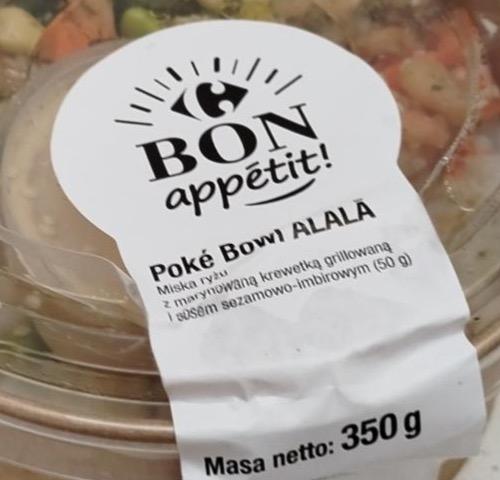 BON
appétit!
Poké Bowl ALALĀ
Miska ryżu
z marynowaną krewetką grillowaną
i sosem sezamowo-imbirowym (50 g)
Masa netto: 350 g